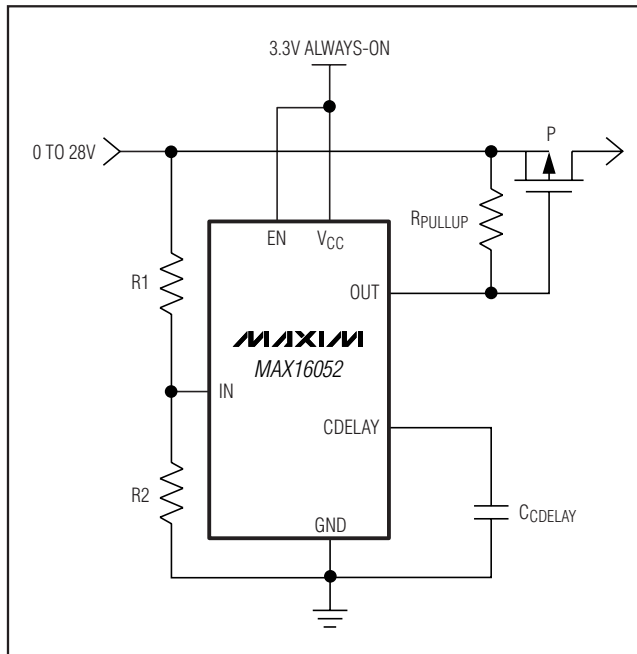 3.3V ALWAYS-ON
0 TO 28V
P
RPULLUP
EN
VCC
R1
OUT
MAXIM
MAX16052
IN
CDELAY
R2
CCDELAY
GND